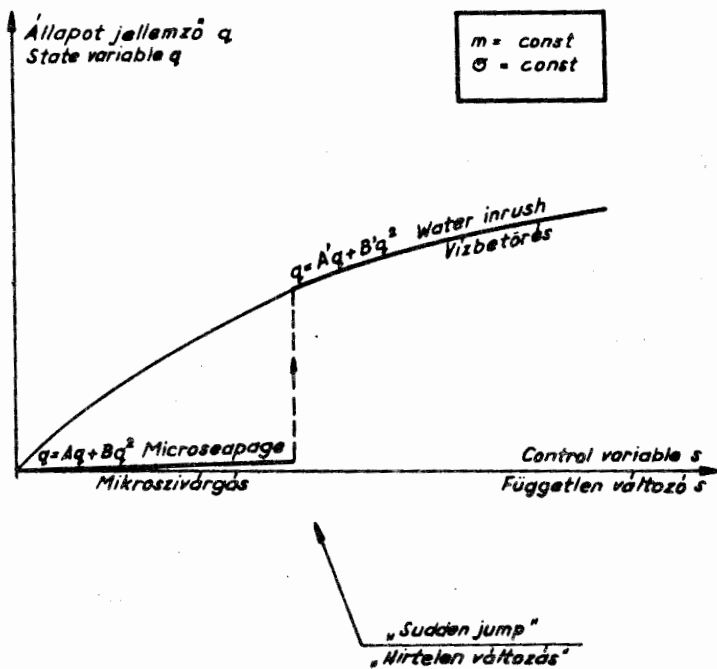 Állapot jellemző q
State variable q
m = const
σ = const
q=A'q+B'q² Water inrush
Vízbetörés
q=Aq+Bq² Microseapage
Mikroszivárgás
Control variable s
Független változó s
„Sudden jump"
„Hirtelen változás"